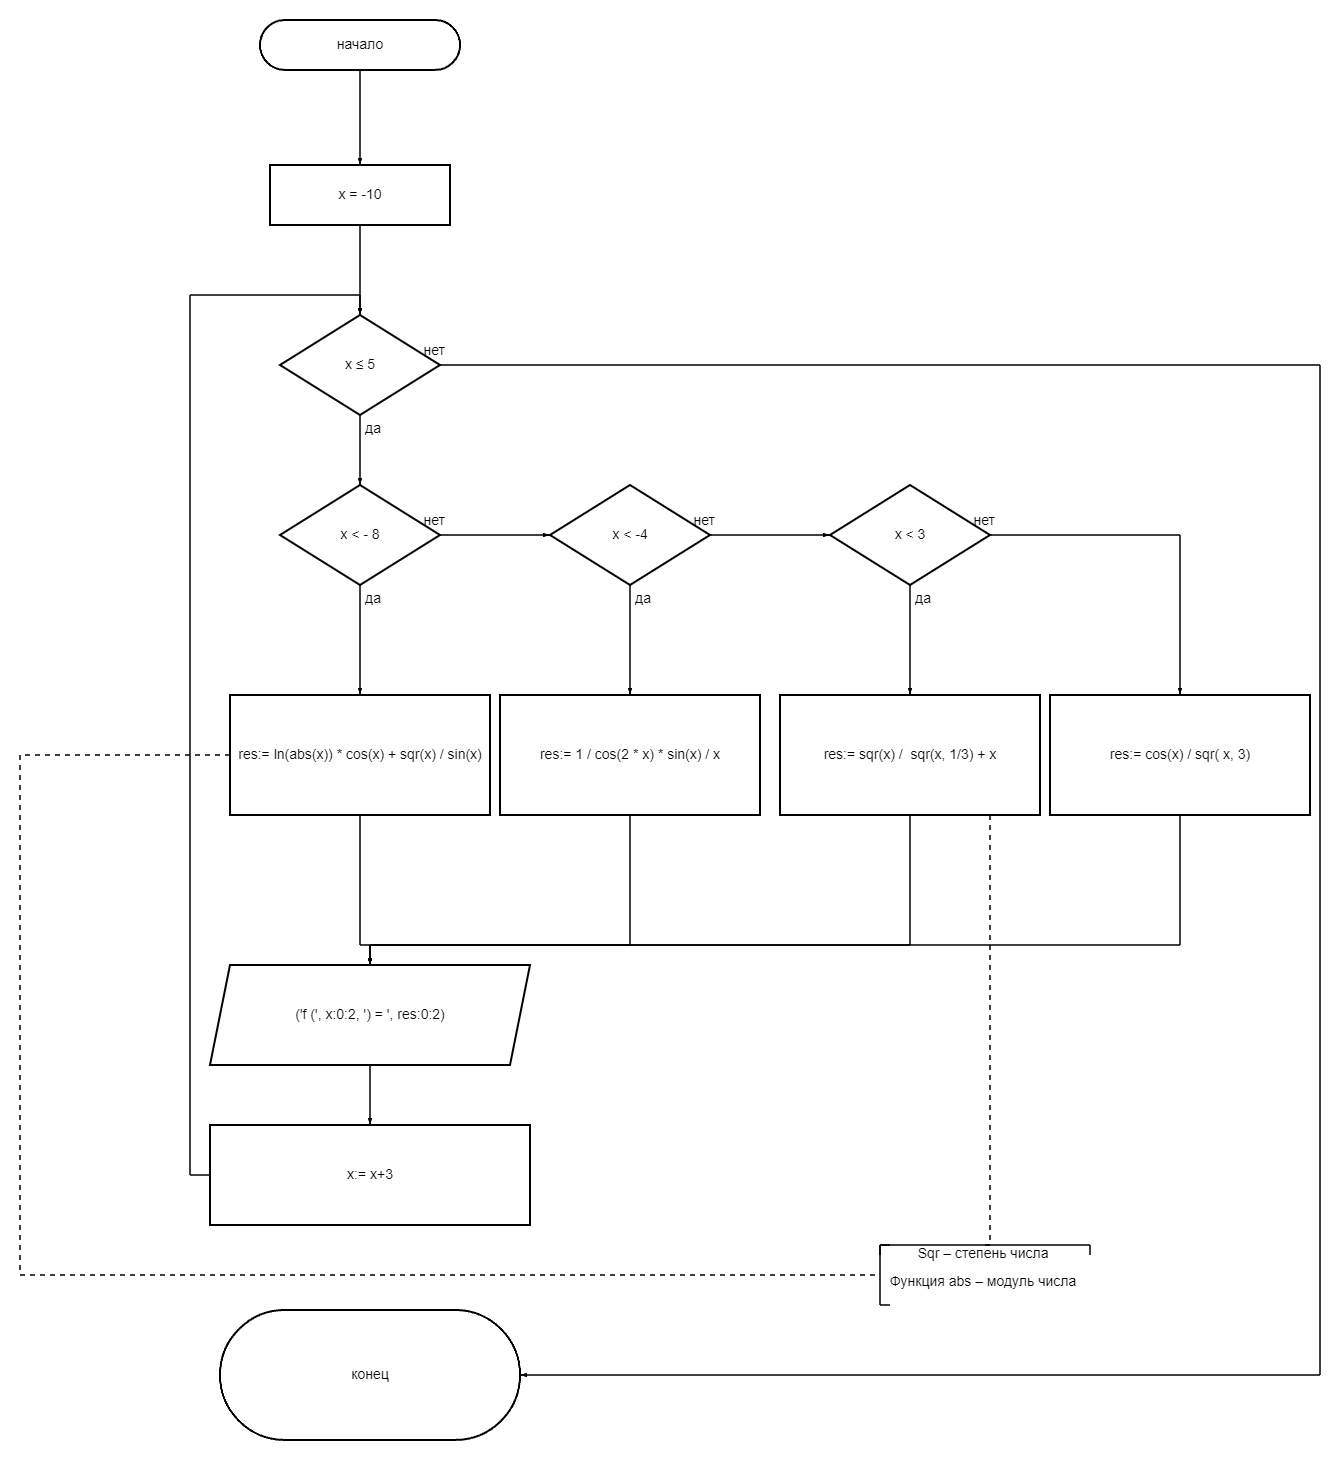 начало
x = -10
x ≤ 5
нет
да
x < - 8
нет
да
x < -4
нет
да
x < 3
нет
да
res:= ln(abs(x)) * cos(x) + sqr(x) / sin(x)
res:= 1 / cos(2 * x) * sin(x) / x
res:= sqr(x) /  sqr(x, 1/3) + x
res:= cos(x) / sqr( x, 3)
('f (', x:0:2, ') = ', res:0:2)
x:= x+3
Sqr – степень числа
Функция abs – модуль числа
конец